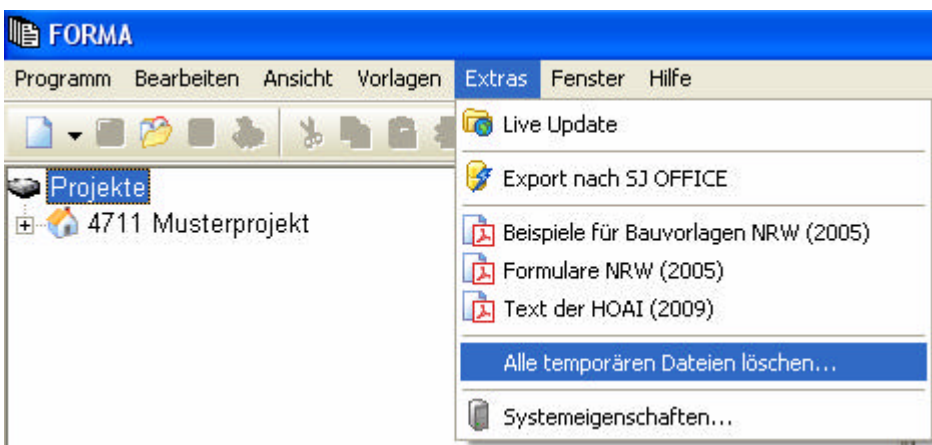 FORMA
Programm Bearbeiten Ansicht Vorlagen Extras Fenster Hilfe
Live Update
Projekte
Export nach SJ OFFICE
4711 Musterprojekt
Beispiele für Bauvorlagen NRW (2005)
Formulare NRW (2005)
Text der HOAI (2009)
Alle temporären Dateien löschen...
Systemeigenschaften...